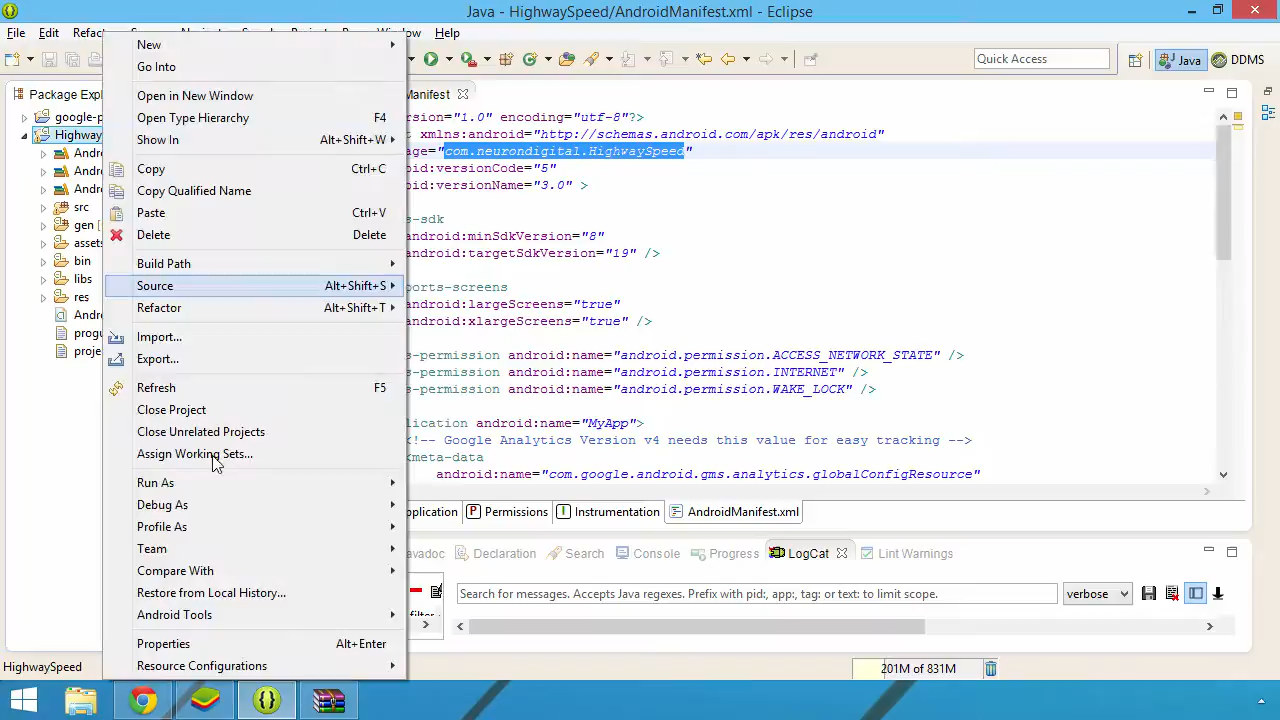 Java - HighwaySpeed/AndroidManifest.xml - Eclipse
File Edit Refac Window Help
Quick Access Java DDMS
Package Exp
anifest
google-p
Highway
Andr
Andr
Andr
src
gen [
assets
bin
libs
res
Andr
progu
proje
New
Go Into
Open in New Window
Open Type Hierarchy F4
Show In Alt+Shift+W
Copy Ctrl+C
Copy Qualified Name
Paste Ctrl+V
Delete Delete
Build Path
Source Alt+Shift+S
Refactor Alt+Shift+T
Import...
Export...
Refresh F5
Close Project
Close Unrelated Projects
Assign Working Sets...
Run As
Debug As
Profile As
Team
Compare With
Restore from Local History...
Android Tools
Properties Alt+Enter
Resource Configurations
ersion="1.0" encoding="utf-8"?>
t xmlns:android="http://schemas.android.com/apk/res/android"
age="com.neurondigital.HighwaySpeed"
oid:versionCode="5"
oid:versionName="3.0" >
s-sdk
android:minSdkVersion="8"
android:targetSdkVersion="19" />
ports-screens
android:largeScreens="true"
android:xlargeScreens="true" />
s-permission android:name="android.permission.ACCESS_NETWORK_STATE" />
s-permission android:name="android.permission.INTERNET" />
s-permission android:name="android.permission.WAKE_LOCK" />
lication android:name="MyApp">
<!-- Google Analytics Version v4 needs this value for easy tracking -->
<meta-data
android:name="com.google.android.gms.analytics.globalConfigResource"
pplication Permissions Instrumentation AndroidManifest.xml
avadoc Declaration Search Console Progress LogCat Lint Warnings
Search for messages. Accepts Java regexes. Prefix with pid:, app:, tag: or text: to limit scope. verbose
HighwaySpeed
201M of 831M